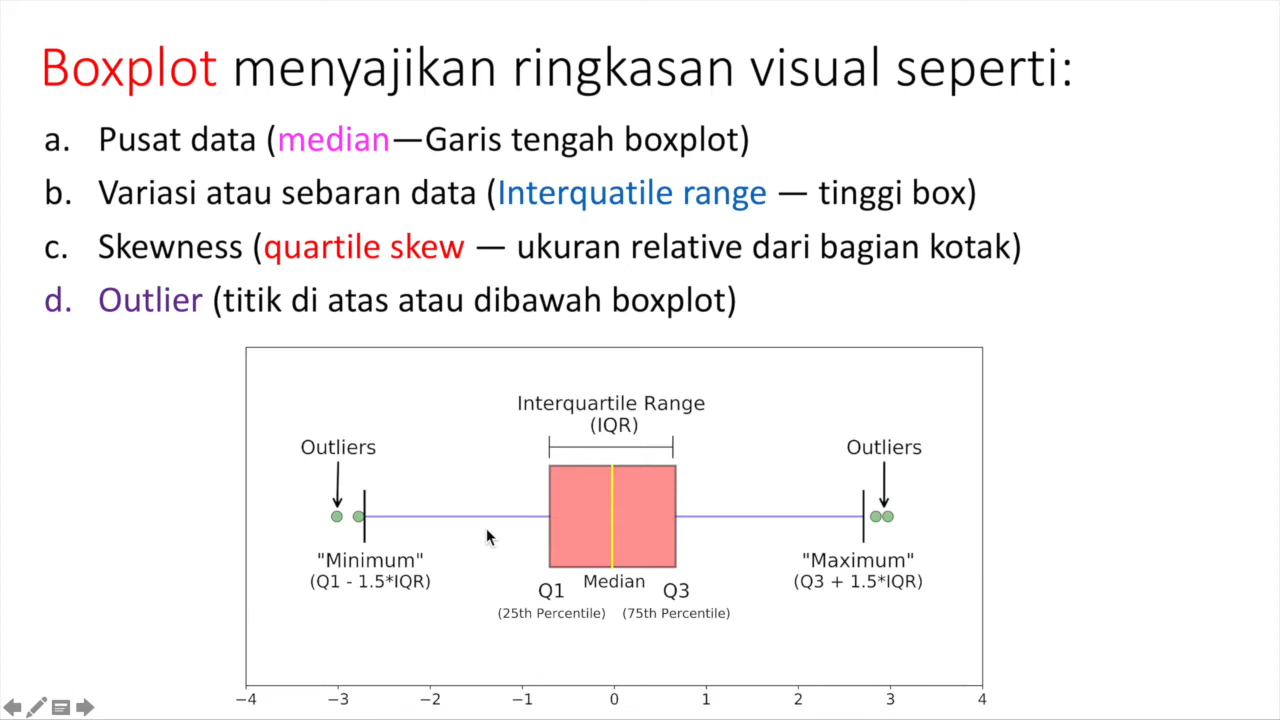 Boxplot menyajikan ringkasan visual seperti:
a. Pusat data (median—Garis tengah boxplot)
b. Variasi atau sebaran data (Interquatile range — tinggi box)
c. Skewness (quartile skew — ukuran relative dari bagian kotak)
d. Outlier (titik di atas atau dibawah boxplot)
Interquartile Range
(IQR)
Outliers
Outliers
"Minimum"
(Q1 - 1.5*IQR)
"Maximum"
(Q3 + 1.5*IQR)
Median
Q1
Q3
(25th Percentile)
(75th Percentile)
−4 −3 −2 −1 0 1 2 3 4